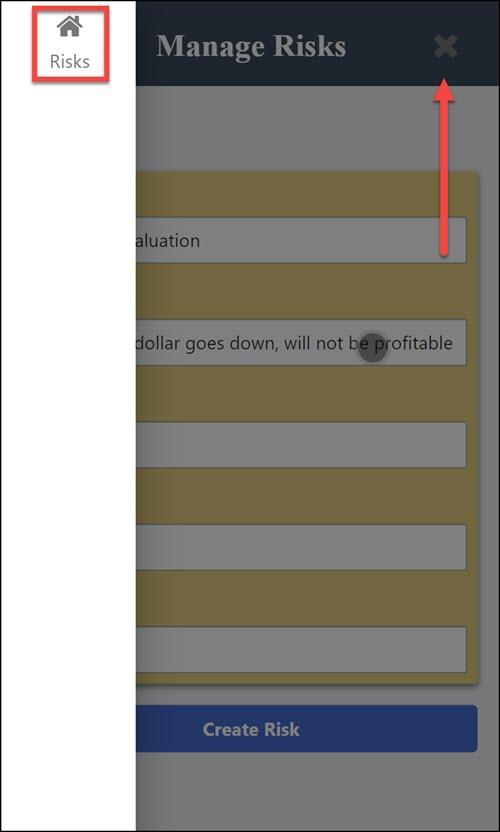 Risks
Manage Risks
aluation
dollar goes down, will not be profitable
Create Risk